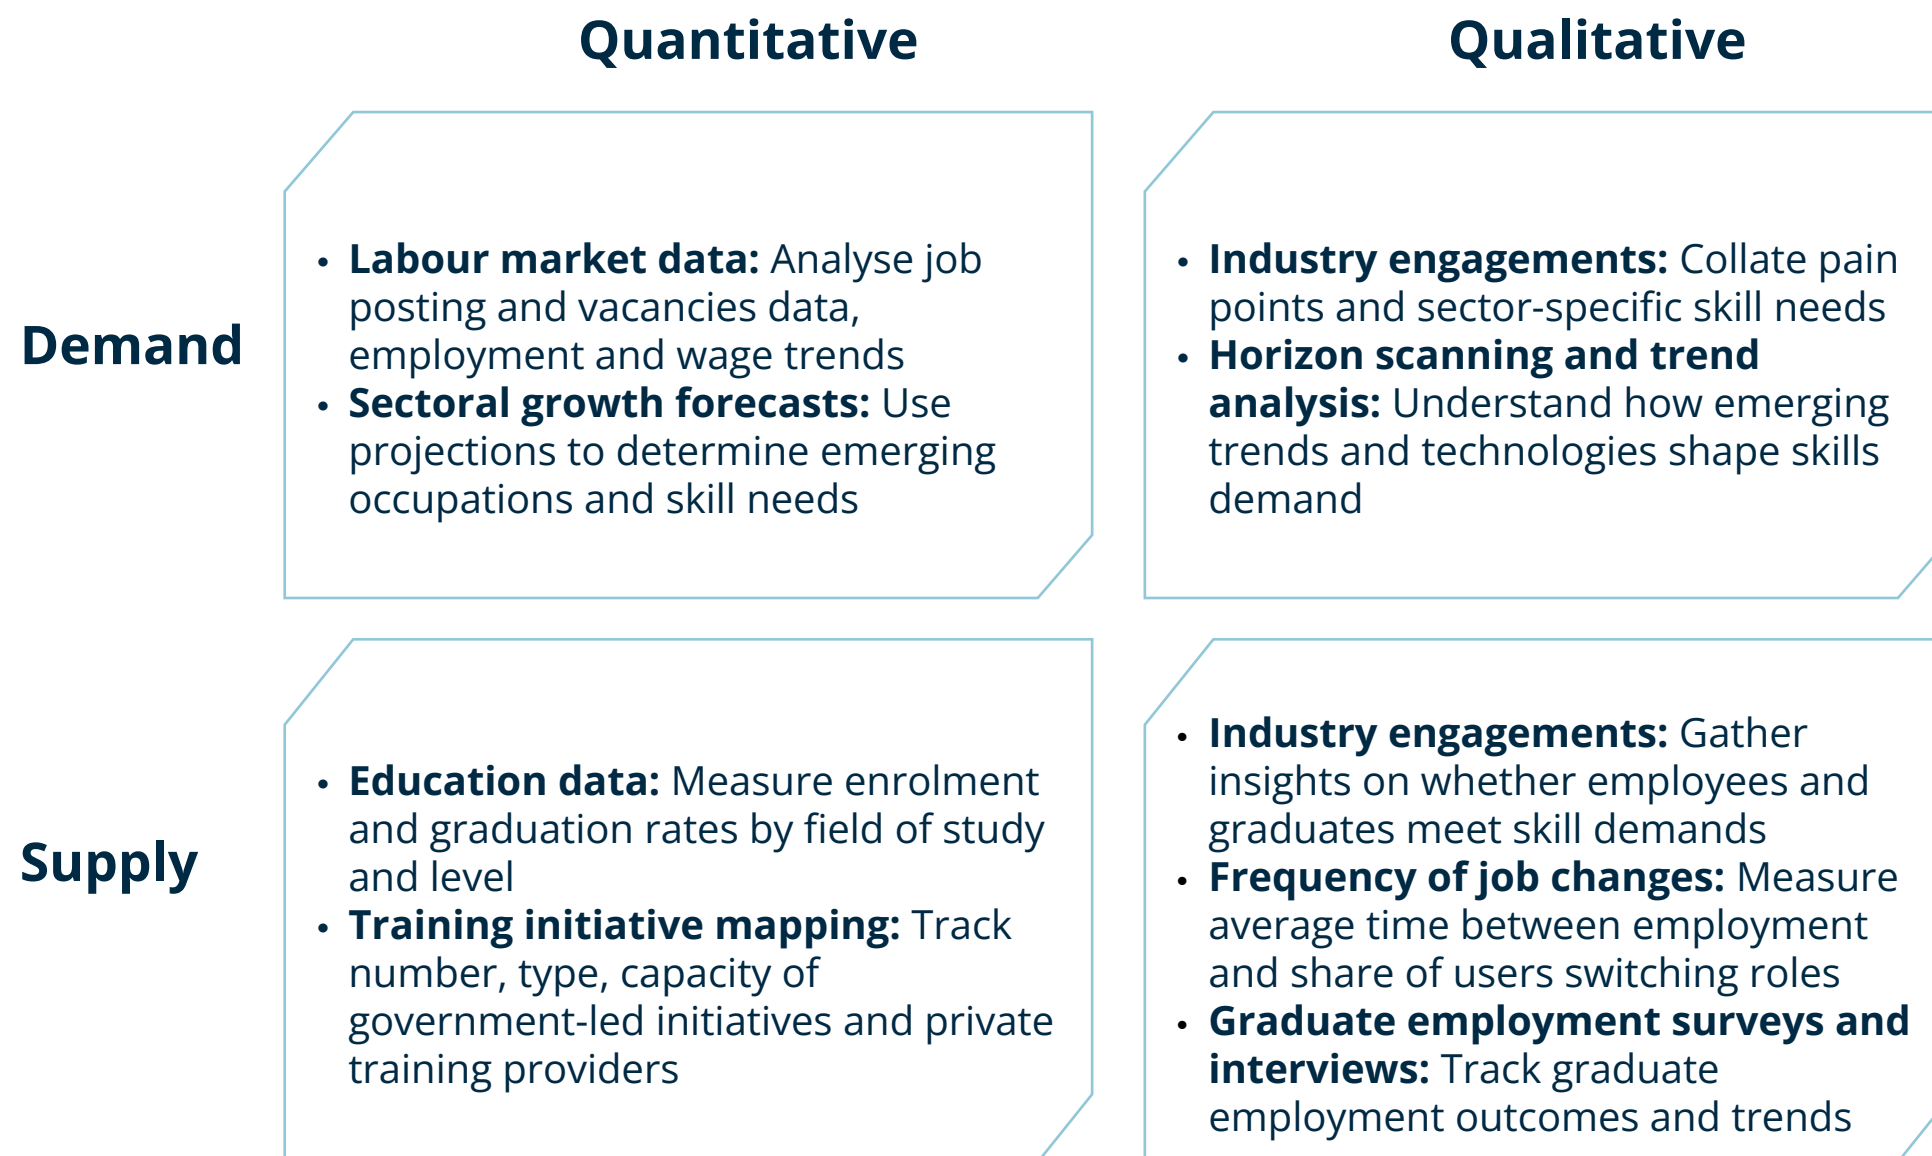 Quantitative
Qualitative
Demand
• Labour market data: Analyse job
posting and vacancies data,
employment and wage trends
• Sectoral growth forecasts: Use
projections to determine emerging
occupations and skill needs
• Industry engagements: Collate pain
points and sector-specific skill needs
• Horizon scanning and trend
analysis: Understand how emerging
trends and technologies shape skills
demand
Supply
• Education data: Measure enrolment
and graduation rates by field of study
and level
• Training initiative mapping: Track
number, type, capacity of
government-led initiatives and private
training providers
• Industry engagements: Gather
insights on whether employees and
graduates meet skill demands
• Frequency of job changes: Measure
average time between employment
and share of users switching roles
• Graduate employment surveys and
interviews: Track graduate
employment outcomes and trends